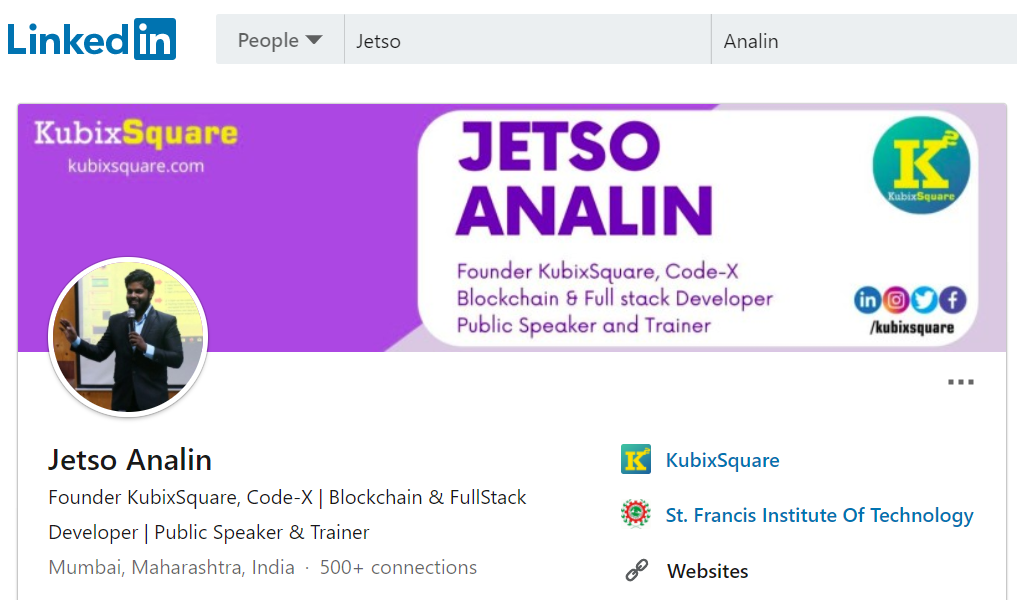 LinkedIn
People
Jetso
Analin
KubixSquare
kubixsquare.com
JETSO
ANALIN
Founder KubixSquare, Code-X
Blockchain & Full stack Developer
Public Speaker and Trainer
K²
KubixSquare
in
/kubixsquare
Jetso Analin
Founder KubixSquare, Code-X | Blockchain & FullStack
Developer | Public Speaker & Trainer
Mumbai, Maharashtra, India · 500+ connections
K²
KubixSquare
St. Francis Institute Of Technology
Websites